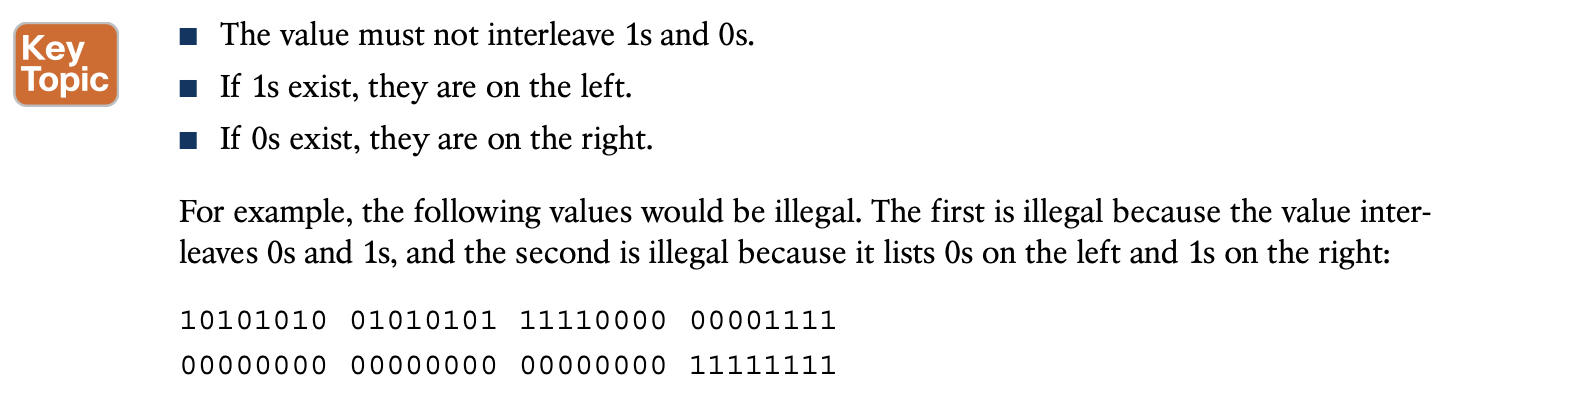 Key
Topic
■ The value must not interleave 1s and 0s.
■ If 1s exist, they are on the left.
■ If 0s exist, they are on the right.
For example, the following values would be illegal. The first is illegal because the value inter-
leaves 0s and 1s, and the second is illegal because it lists 0s on the left and 1s on the right:
10101010 01010101 11110000 00001111
00000000 00000000 00000000 11111111